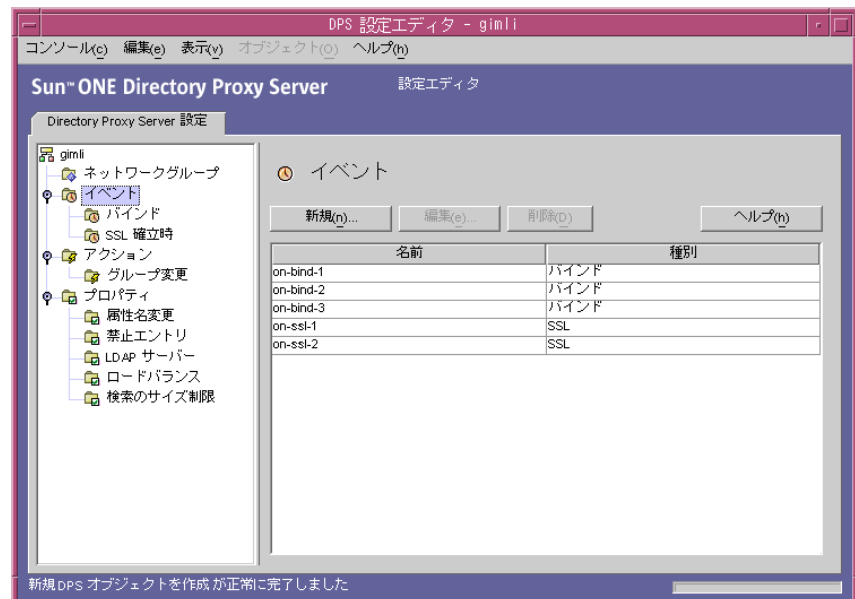 DPS 設定エディタ - gimli
コンソール(c) 編集(e) 表示(v) オブジェクト(o) ヘルプ(h)
Sun™ ONE Directory Proxy Server 設定エディタ
Directory Proxy Server 設定
gimli
ネットワークグループ
イベント
バインド
SSL 確立時
アクション
グループ変更
プロパティ
属性名変更
禁止エントリ
LDAP サーバー
ロードバランス
検索のサイズ制限
イベント
新規(n)... 編集(e)... 削除(D) ヘルプ(h)
名前 種別
on-bind-1 バインド
on-bind-2 バインド
on-bind-3 バインド
on-ssl-1 SSL
on-ssl-2 SSL
新規DPS オブジェクトを作成 が正常に完了しました